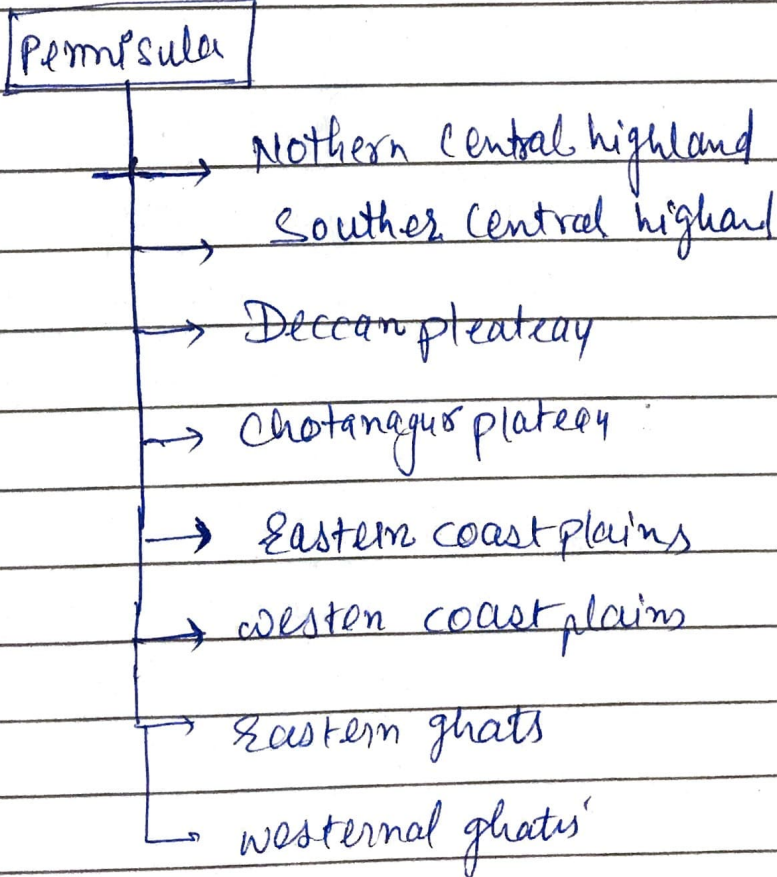 Pennisula
Nothern Central highland
Souther Central highand
Deccan pleateay
Chotanagur plateay
Eastern coast plains
westen coast plains
Eastern ghats
westernal ghats